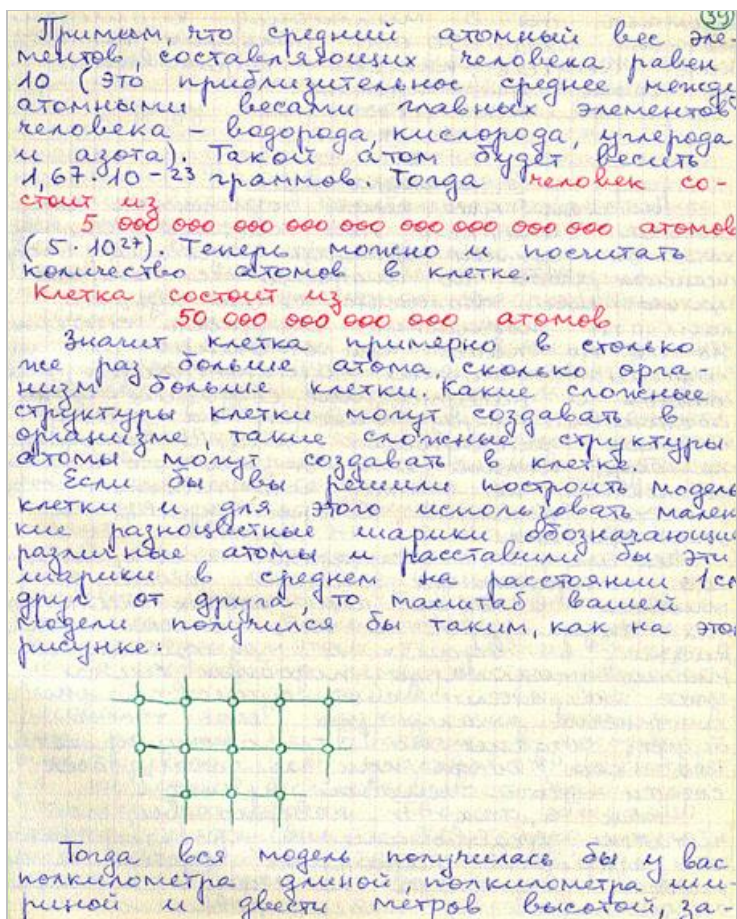 39
Примем, что средний атомный вес эле-
ментов составляющих человека равен
10 (это приблизительное среднее между
атомными весами главных элементов
человека – водорода, кислорода, углерода
и азота). Такой атом будет весить
1,67·10-23 граммов. Тогда человек со-
стоит из
5 000 000 000 000 000 000 000 000 000 атомов
(5·10²⁷). Теперь можно и посчитать
количество атомов в клетке.
Клетка состоит из
50 000 000 000 000 атомов
Значит клетка примерно в столько
же раз больше атома сколько орга-
низм больше клетки. Какие сложные
структуры клетки могут создавать в
организме такие сложные структуры
атомы могут создавать в клетке.
Если бы вы решили построить модель
клетки и для этого использовать мален
кие разноцветные шарики обозначающие
различные атомы и расставили бы эти
шарики в среднем на расстоянии 1 см
друг от друга, то масштаб вашей
модели получился бы таким, как на этом
рисунке.
Тогда вся модель получилась бы у вас
полкилометра длиной полкилометра ши-
риной и двести метров высотой за-